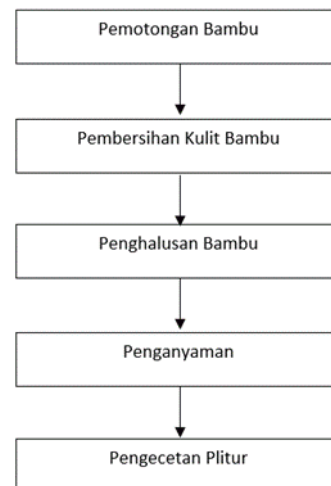 Pemotongan Bambu
Pembersihan Kulit Bambu
Penghalusan Bambu
Penganyaman
Pengecetan Plitur